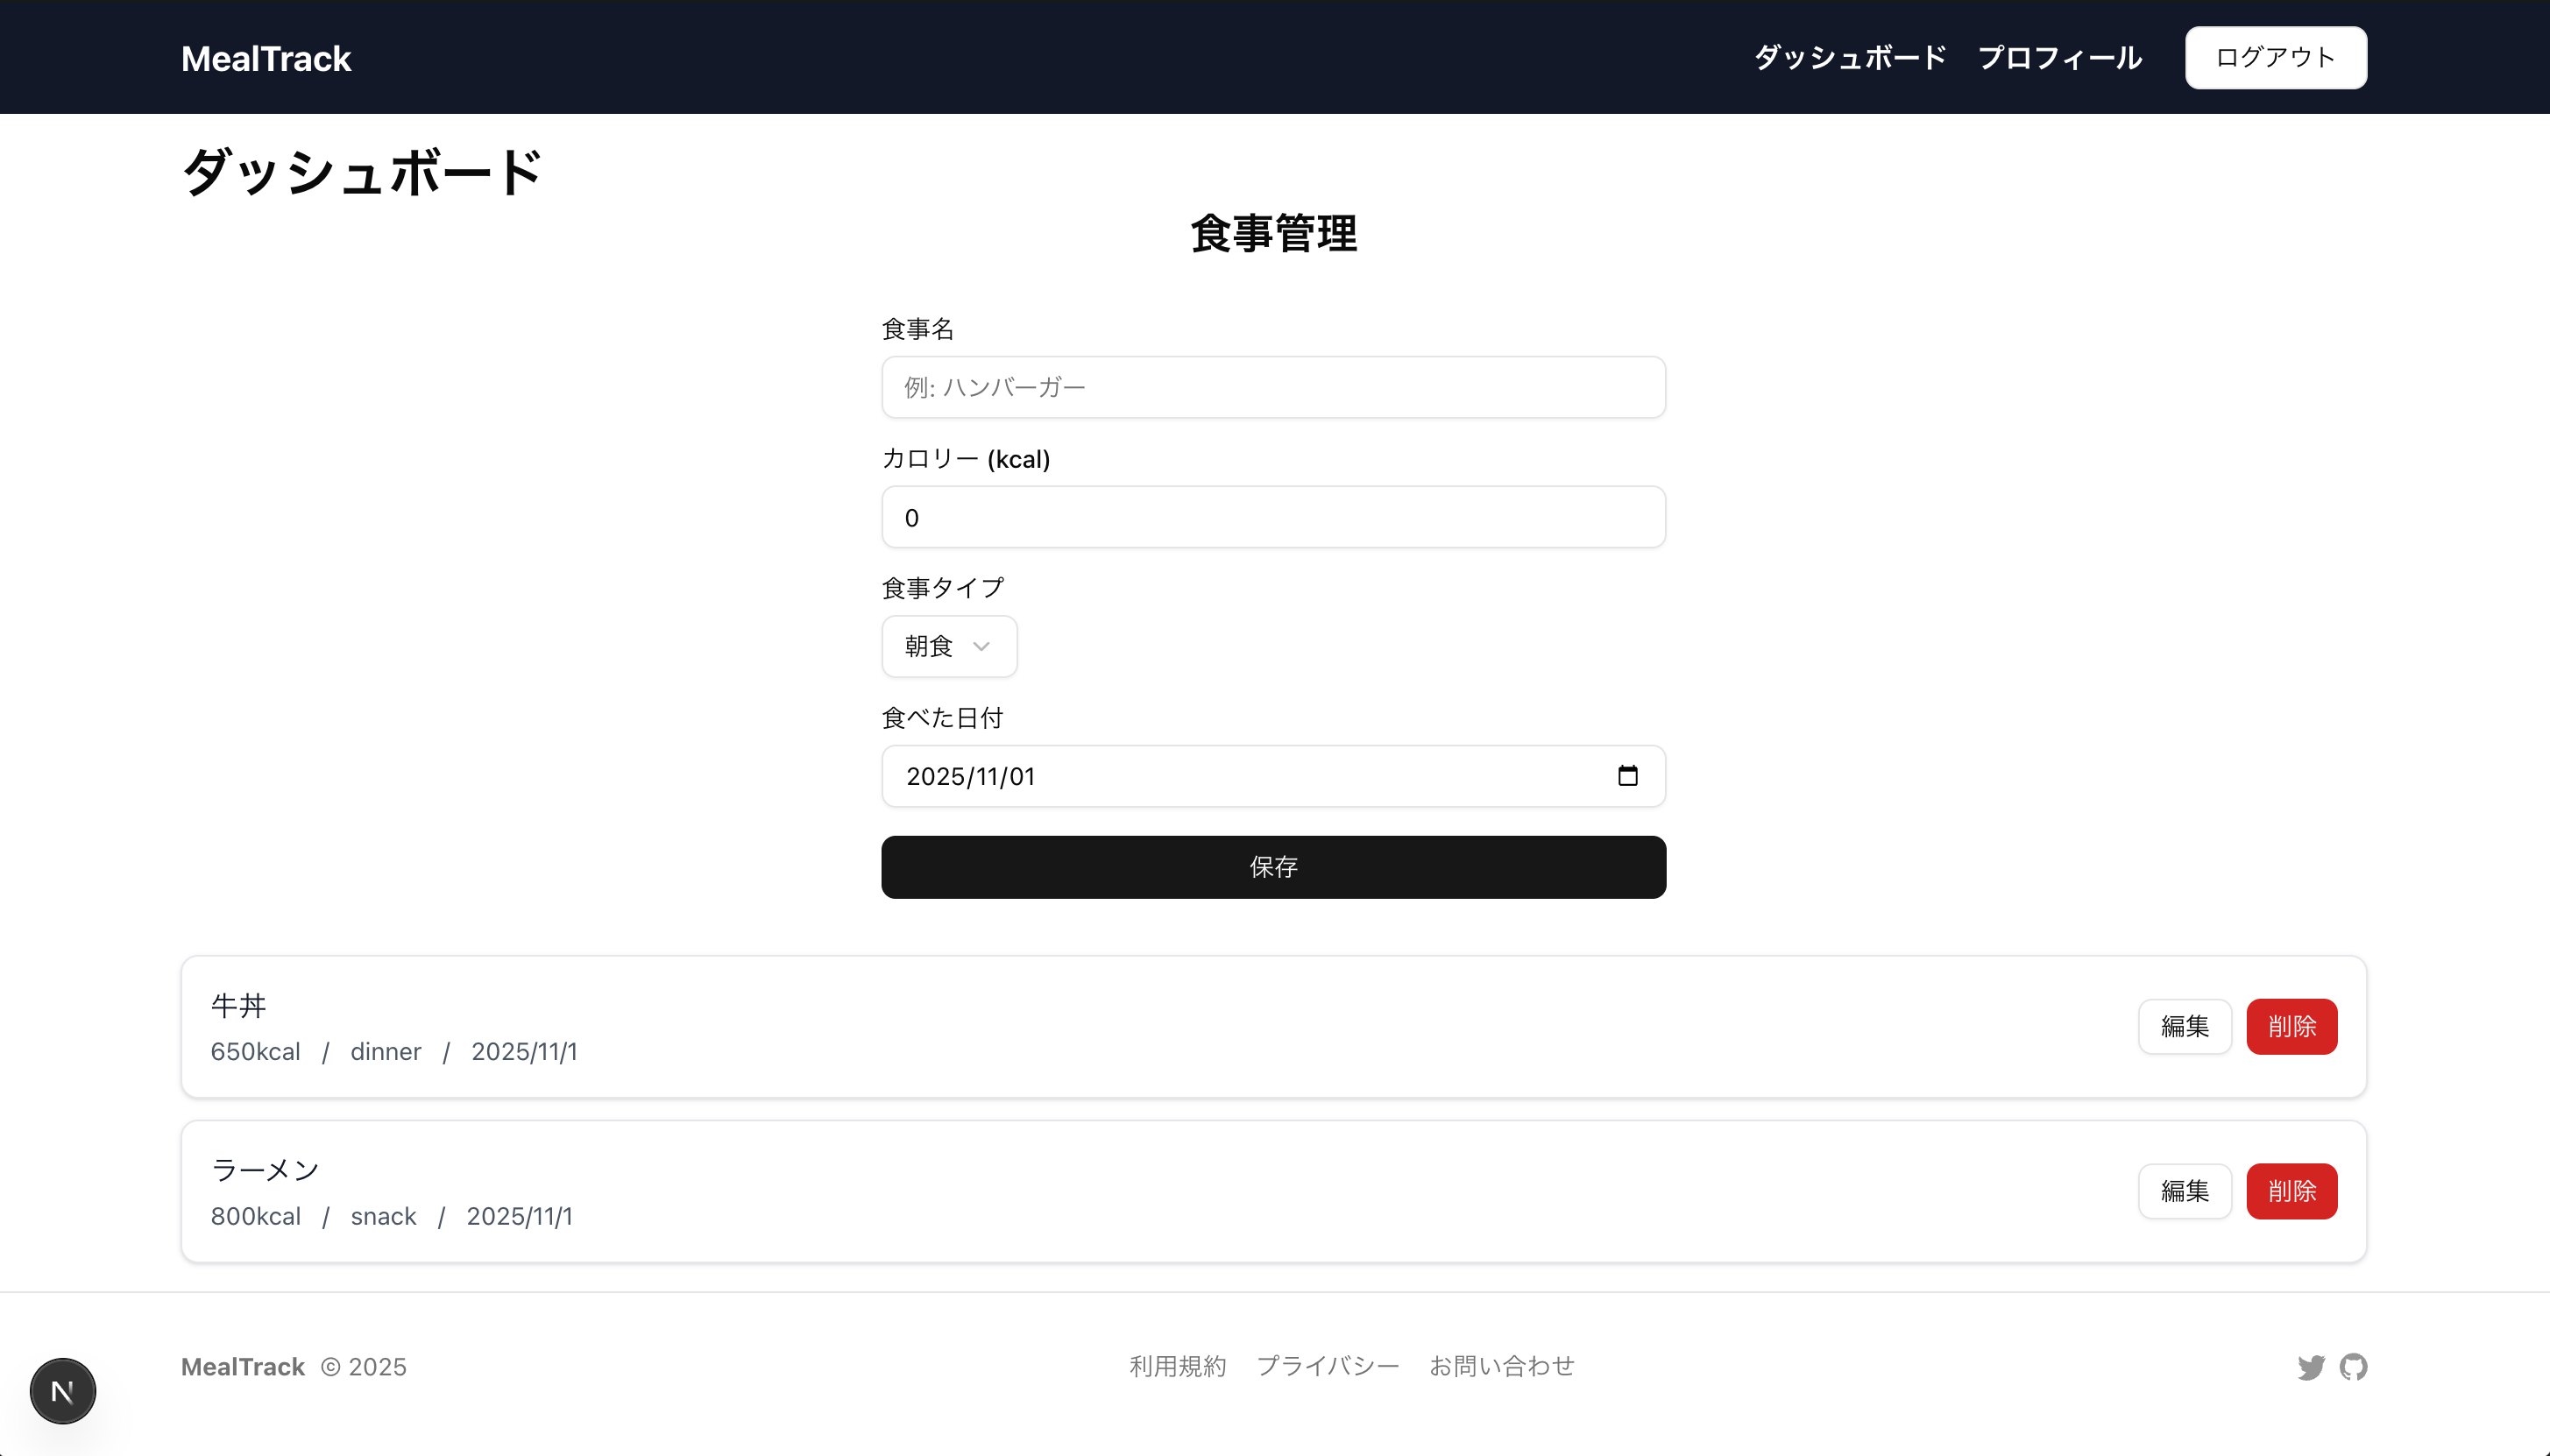 MealTrack
ダッシュボード プロフィール ログアウト
ダッシュボード
食事管理
食事名
例: ハンバーガー
カロリー (kcal)
0
食事タイプ
朝食
食べた日付
2025/11/01
保存
牛丼
650kcal / dinner / 2025/11/1
編集 削除
ラーメン
800kcal / snack / 2025/11/1
編集 削除
MealTrack © 2025
利用規約 プライバシー お問い合わせ
N